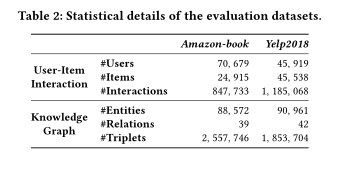 Table 2: Statistical details of the evaluation datasets.
Amazon-book Yelp2018
User-Item Interaction #Users 70, 679 45, 919
#Items 24, 915 45, 538
#Interactions 847, 733 1, 185, 068
Knowledge Graph #Entities 88, 572 90, 961
#Relations 39 42
#Triplets 2, 557, 746 1, 853, 704